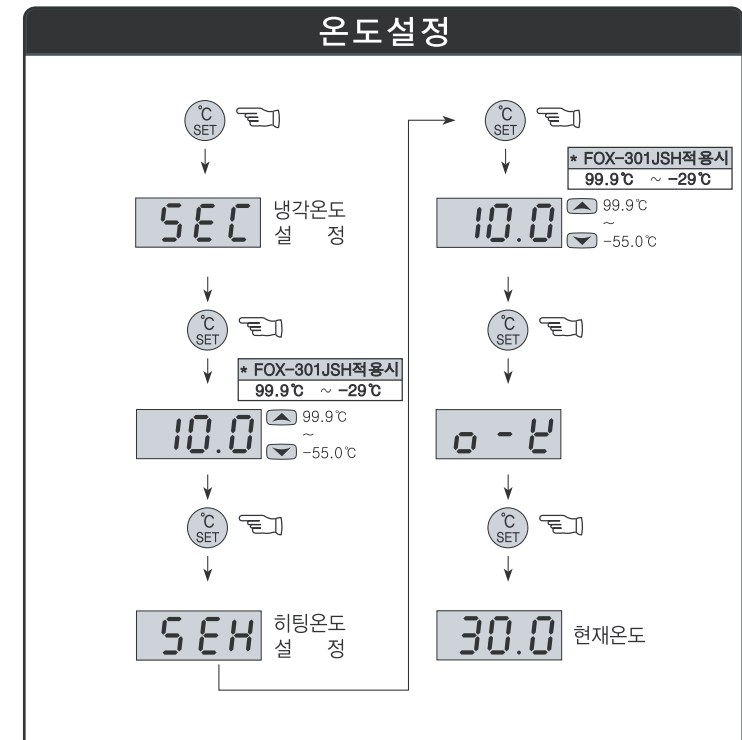 온도설정
℃
SET
SEC
냉각온도
설 정
℃
SET
* FOX-301JSH적용시
99.9℃ ~ -29℃
10.0
99.9℃
~
-55.0℃
℃
SET
SEH
히팅온도
설 정
℃
SET
* FOX-301JSH적용시
99.9℃ ~ -29℃
10.0
99.9℃
~
-55.0℃
℃
SET
o-k
℃
SET
30.0
현재온도